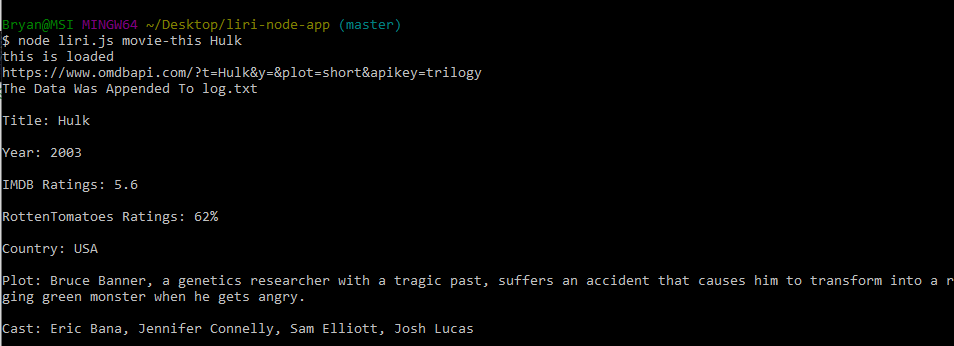 Bryan@MSI MINGW64 ~/Desktop/liri-node-app (master)
$ node liri.js movie-this Hulk
this is loaded
https://www.omdbapi.com/?t=Hulk&y=&plot=short&apikey=trilogy
The Data Was Appended To log.txt
Title: Hulk
Year: 2003
IMDB Ratings: 5.6
RottenTomatoes Ratings: 62%
Country: USA
Plot: Bruce Banner, a genetics researcher with a tragic past, suffers an accident that causes him to transform into a r
ging green monster when he gets angry.
Cast: Eric Bana, Jennifer Connelly, Sam Elliott, Josh Lucas